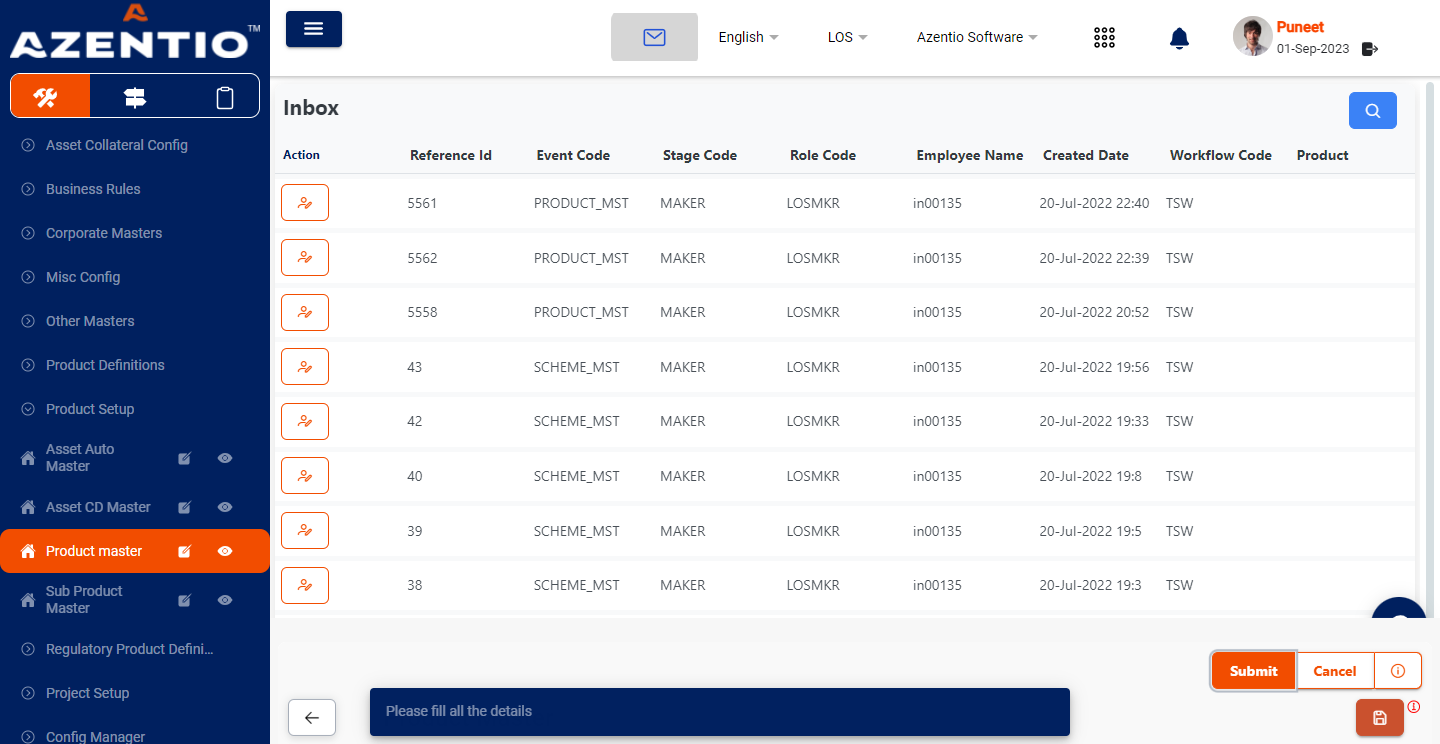 AZENTIO™
English
LOS
Azentio Software
Puneet
01-Sep-2023
Asset Collateral Config
Business Rules
Corporate Masters
Misc Config
Other Masters
Product Definitions
Product Setup
Asset Auto
Master
Asset CD Master
Product master
Sub Product
Master
Regulatory Product Defini...
Project Setup
Config Manager
Inbox
Action Reference Id Event Code Stage Code Role Code Employee Name Created Date Workflow Code Product
5561 PRODUCT_MST MAKER LOSMKR in00135 20-Jul-2022 22:40 TSW
5562 PRODUCT_MST MAKER LOSMKR in00135 20-Jul-2022 22:39 TSW
5558 PRODUCT_MST MAKER LOSMKR in00135 20-Jul-2022 20:52 TSW
43 SCHEME_MST MAKER LOSMKR in00135 20-Jul-2022 19:56 TSW
42 SCHEME_MST MAKER LOSMKR in00135 20-Jul-2022 19:33 TSW
40 SCHEME_MST MAKER LOSMKR in00135 20-Jul-2022 19:8 TSW
39 SCHEME_MST MAKER LOSMKR in00135 20-Jul-2022 19:5 TSW
38 SCHEME_MST MAKER LOSMKR in00135 20-Jul-2022 19:3 TSW
Submit Cancel
Please fill all the details